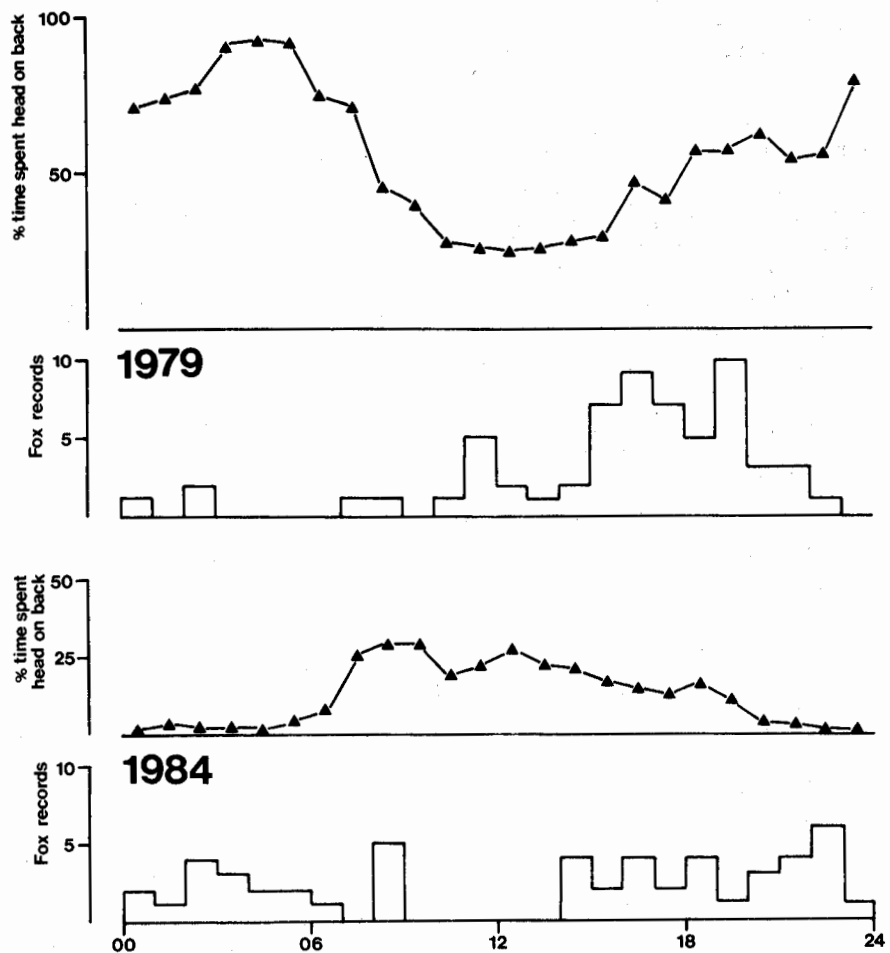 % time spent head on back
100
50
1979
Fox records
10
5
% time spent
head on back
50
25
1984
Fox records
10
5
00 06 12 18 24